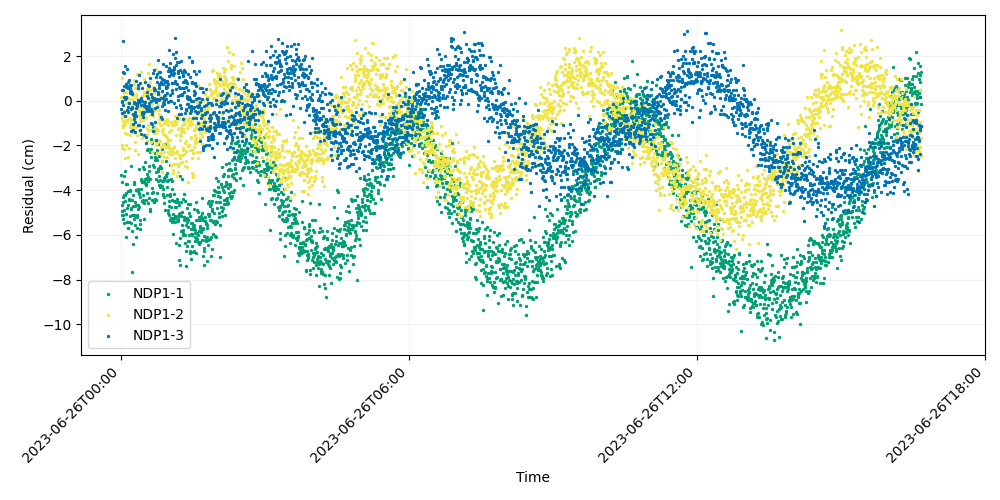 2
0
−2
−4
−6
−8
−10
Residual (cm)
NDP1-1
NDP1-2
NDP1-3
2023-06-26T00:00
2023-06-26T06:00
2023-06-26T12:00
2023-06-26T18:00
Time